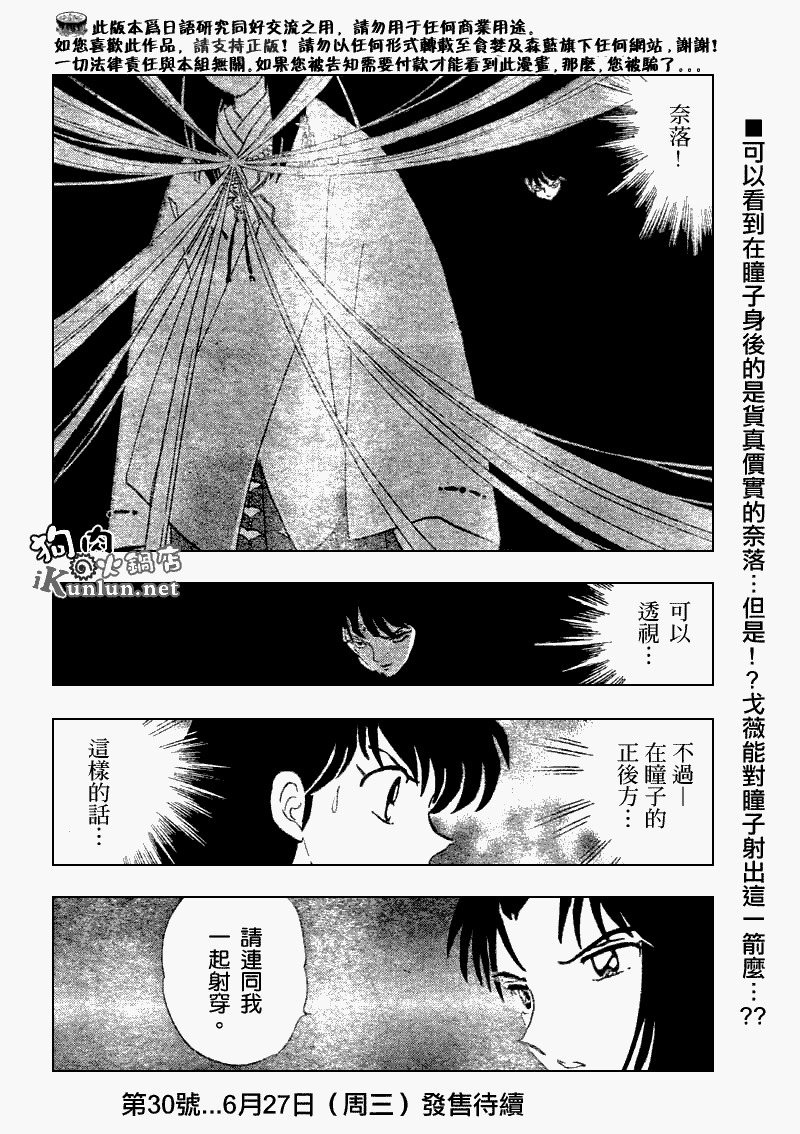 此版本爲日語研究同好交流之用，請勿用于任何商業用途。
如您喜歡此作品，請支持正版！請勿以任何形式轉載至貪婪及森藍旗下任何網站，謝謝！
一切法律責任與本組無關.如果您被告知需要付款才能看到此漫畫,那麽,您被騙了。。。
■可以看到在瞳子身後的是貨真價實的奈落…但是！？戈薇能對瞳子射出這一箭麼…??
奈落！
狗肉火鍋店
iKunlun.net
可以
透視…
不過—
在瞳子的
正後方…
這樣的話…
請連同我
一起射穿。
第30號...6月27日（周三）發售待續